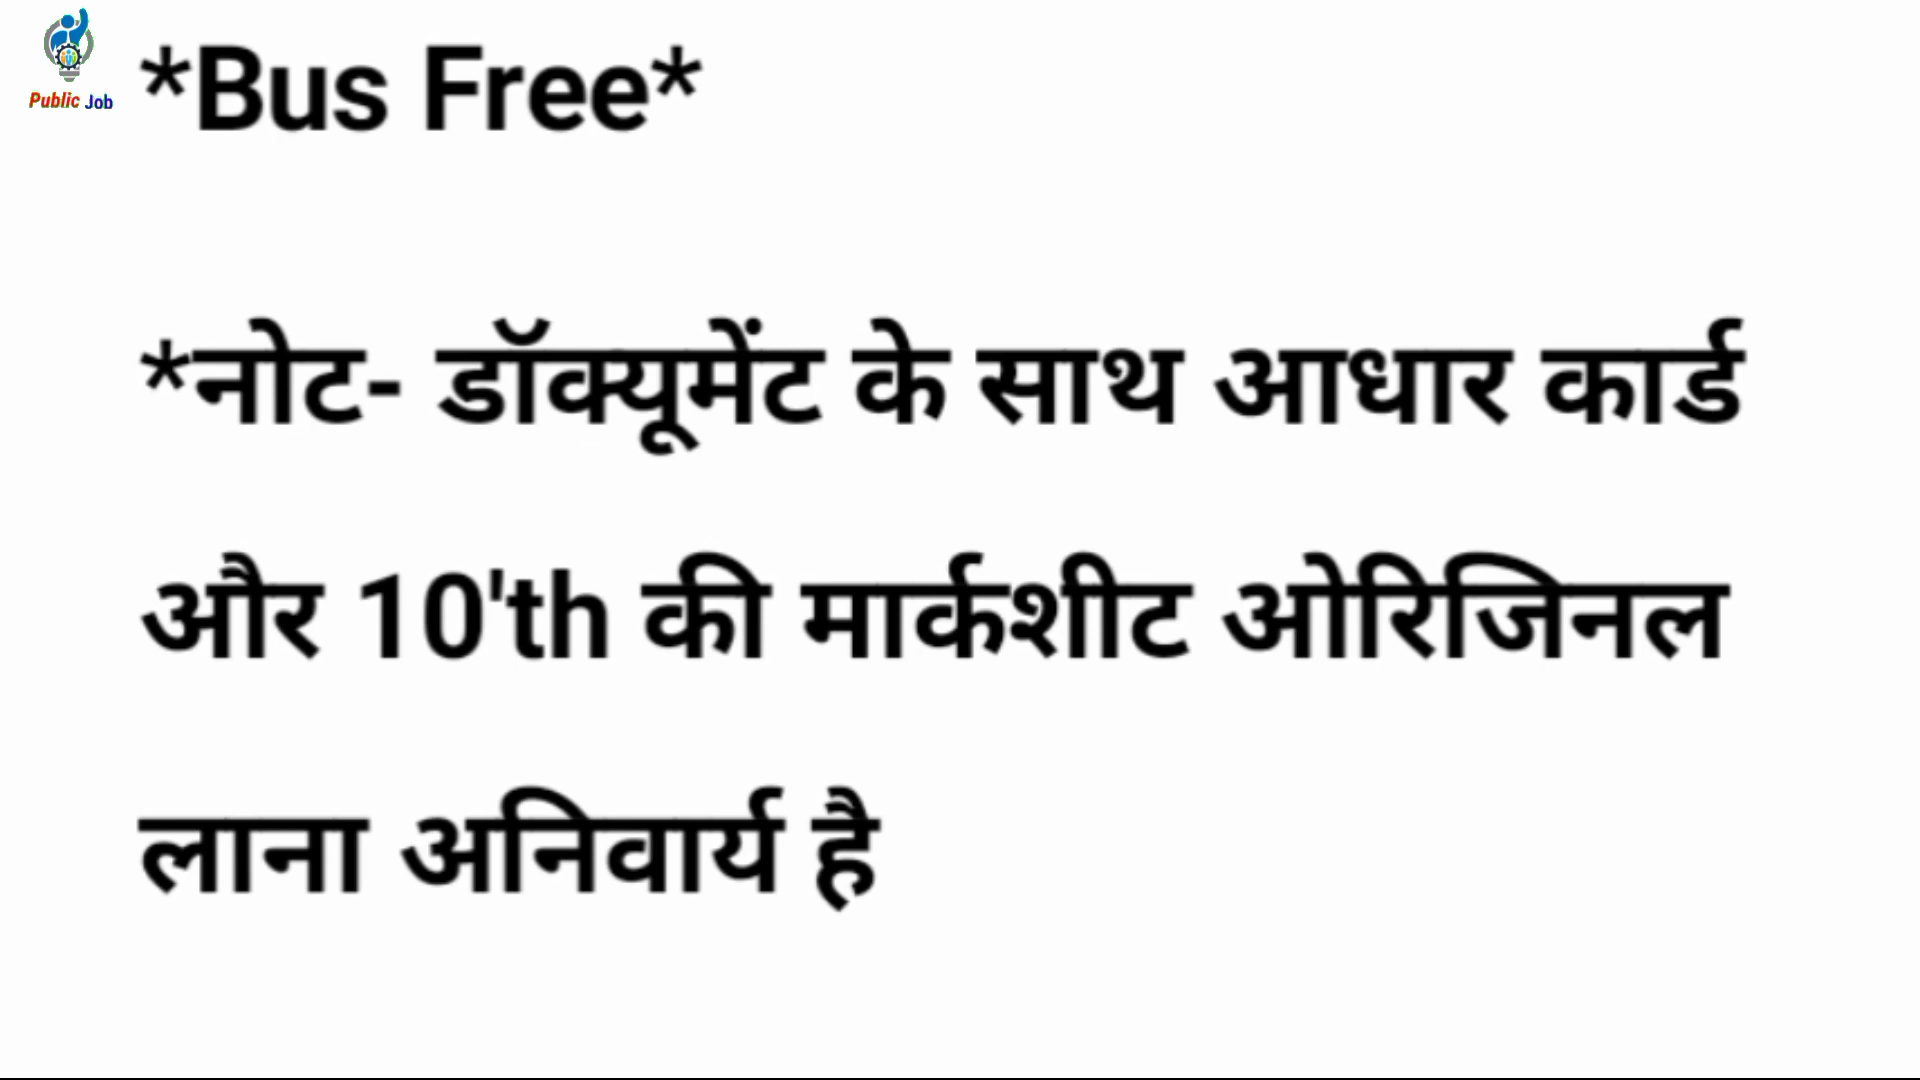 Public Job
*Bus Free*
*नोट- डॉक्यूमेंट के साथ आधार कार्ड
और 10'th की मार्कशीट ओरिजिनल
लाना अनिवार्य है